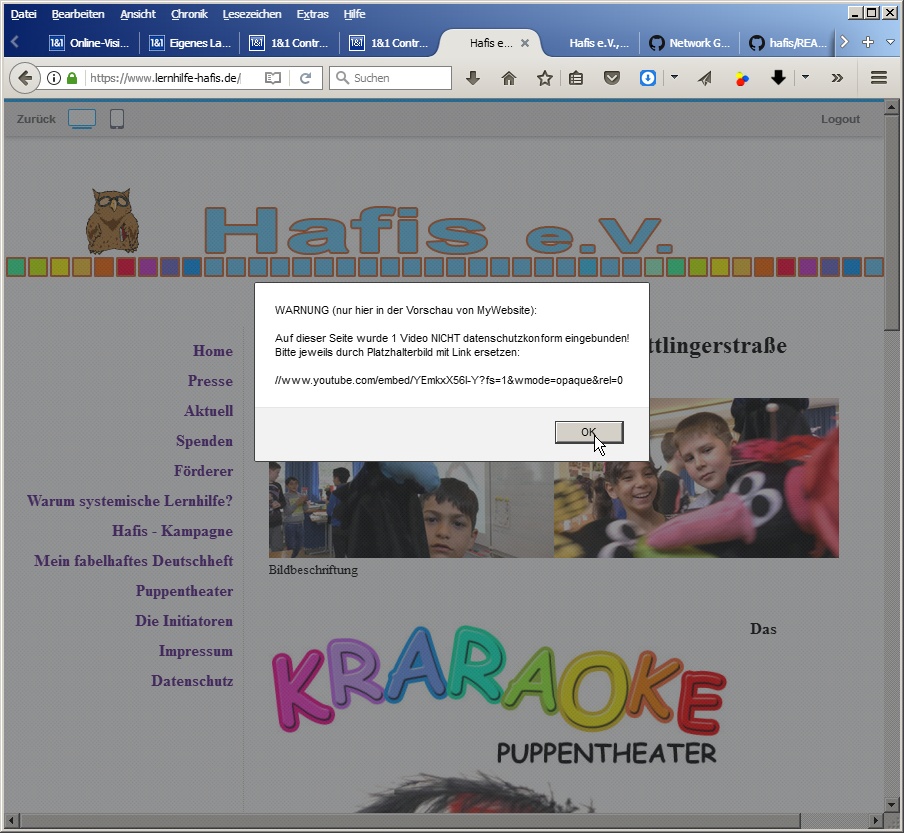 Datei Bearbeiten Ansicht Chronik Lesezeichen Extras Hilfe
1&1 Online-Visi... 1&1 Eigenes La... 1&1 1&1 Contr... 1&1 1&1 Contr... Hafis e... Hafis e.V.,... Network G... hafis/REA...
https://www.lernhilfe-hafis.de/ Suchen
Zurück Logout
Hafis e.V.
WARNUNG (nur hier in der Vorschau von MyWebsite):
Auf dieser Seite wurde 1 Video NICHT datenschutzkonform eingebunden!
Bitte jeweils durch Platzhalterbild mit Link ersetzen:
//www.youtube.com/embed/YEmkxX56I-Y?fs=1&wmode=opaque&rel=0
OK
ttlingerstraße
Home
Presse
Aktuell
Spenden
Förderer
Warum systemische Lernhilfe?
Hafis - Kampagne
Mein fabelhaftes Deutschheft
Puppentheater
Die Initiatoren
Impressum
Datenschutz
Bildbeschriftung
Das
KRARAOKE
PUPPENTHEATER